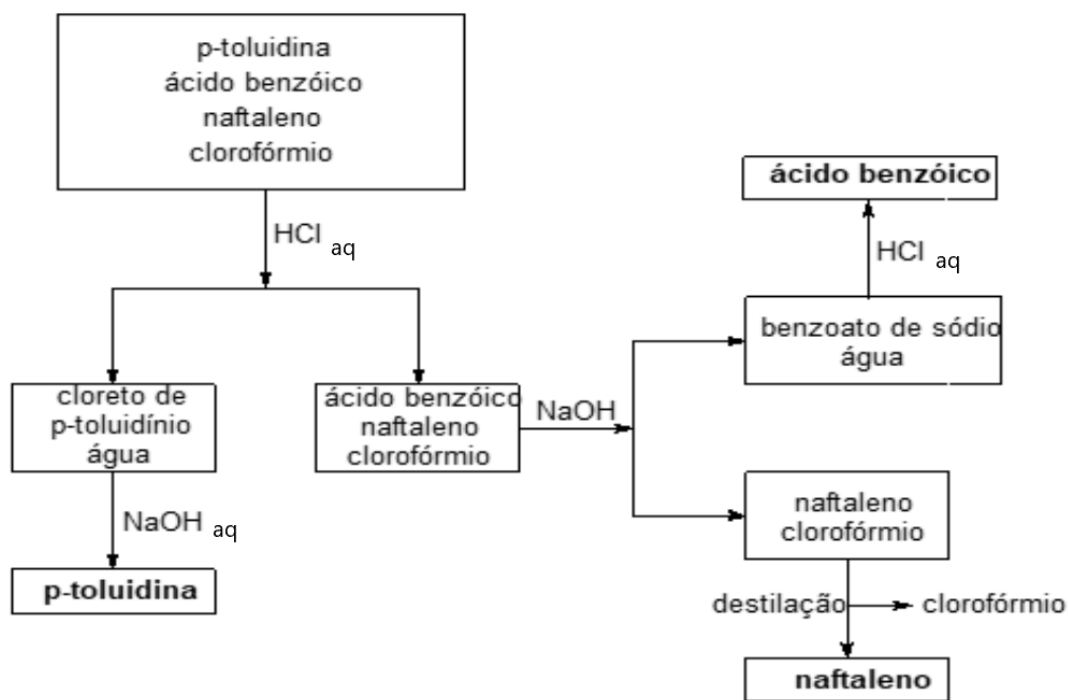 p-toluidina
ácido benzóico
naftaleno
clorofórmio
HCl aq
cloreto de
p-toluidínio
água
NaOH aq
p-toluidina
ácido benzóico
naftaleno
clorofórmio
NaOH
benzoato de sódio
água
HCl aq
ácido benzóico
naftaleno
clorofórmio
destilação
clorofórmio
naftaleno